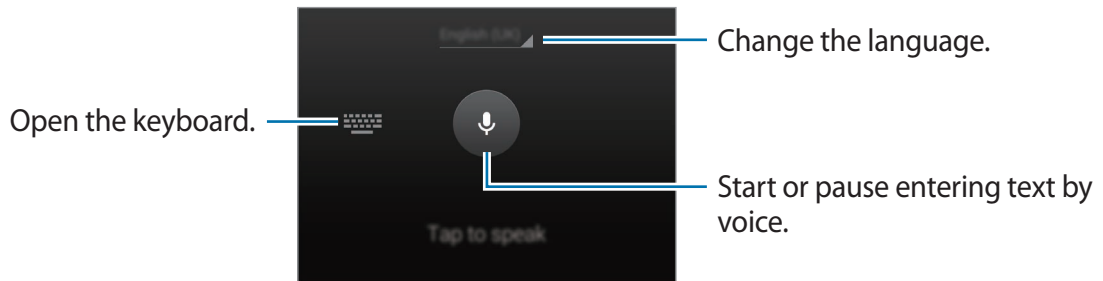 English (UK)
Change the language.
Open the keyboard.
Start or pause entering text by
voice.
Tap to speak